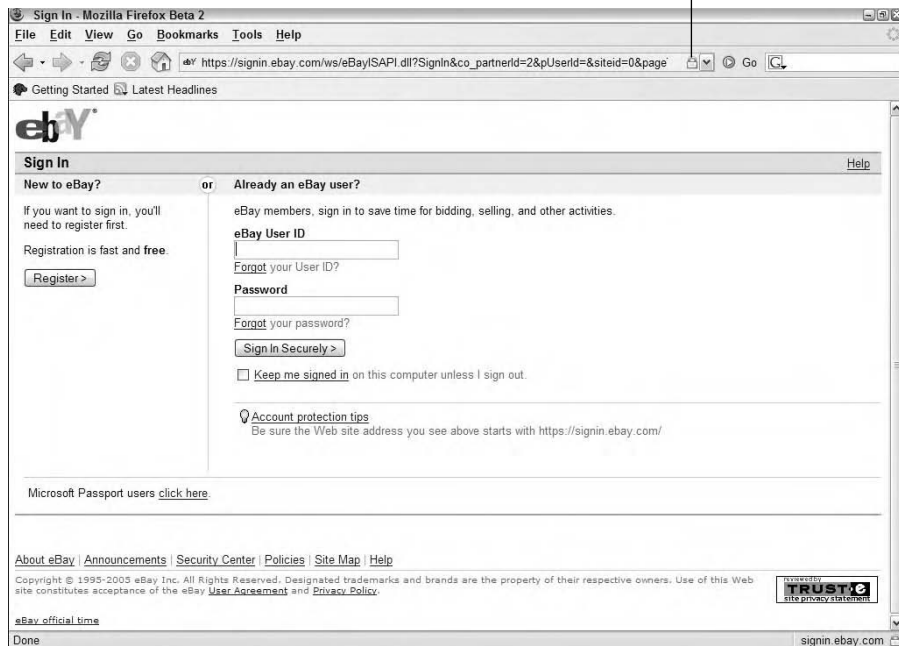 Sign In - Mozilla Firefox Beta 2
File Edit View Go Bookmarks Tools Help
ebY https://signin.ebay.com/ws/eBayISAPI.dll?SignIn&co_partnerId=2&pUserId=&siteid=0&page Go G
Getting Started Latest Headlines
ebaY
Sign In Help
New to eBay? or Already an eBay user?
If you want to sign in, you'll
need to register first.
Registration is fast and free.
Register >
eBay members, sign in to save time for bidding, selling, and other activities.
eBay User ID
Forgot your User ID?
Password
Forgot your password?
Sign In Securely >
Keep me signed in on this computer unless I sign out.
Account protection tips
Be sure the Web site address you see above starts with https://signin.ebay.com/
Microsoft Passport users click here.
About eBay | Announcements | Security Center | Policies | Site Map | Help
Copyright © 1995-2005 eBay Inc. All Rights Reserved. Designated trademarks and brands are the property of their respective owners. Use of this Web
site constitutes acceptance of the eBay User Agreement and Privacy Policy.
reviewed by
TRUSTe
site privacy statement
eBay official time
Done signin.ebay.com